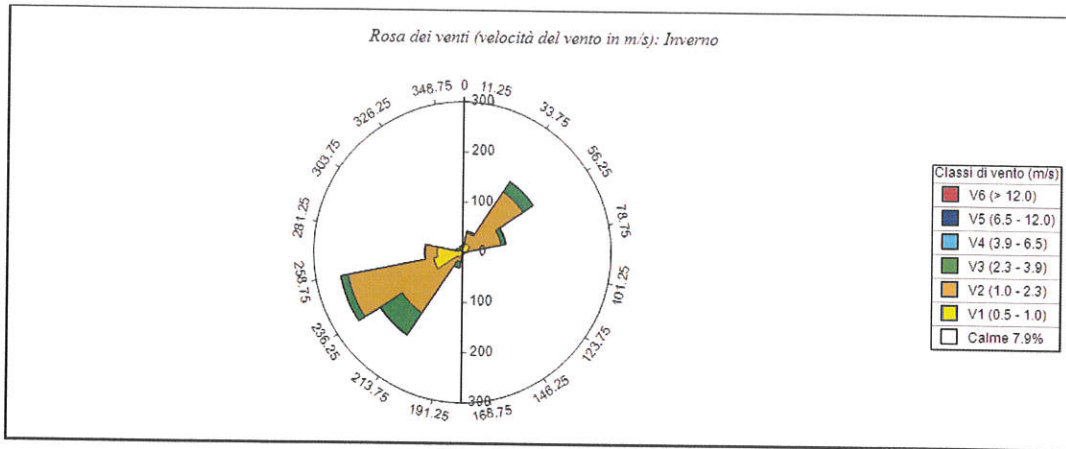 Rosa dei venti (velocità del vento in m/s): Inverno
348.75 0 11.25
326.25 300 33.75
303.75 200 56.25
281.25 100 78.75
258.75 0 101.25
236.25 100 123.75
213.75 200 146.25
191.25 300 168.75
Classi di vento (m/s)
V6 (> 12.0)
V5 (6.5 - 12.0)
V4 (3.9 - 6.5)
V3 (2.3 - 3.9)
V2 (1.0 - 2.3)
V1 (0.5 - 1.0)
Calme 7.9%